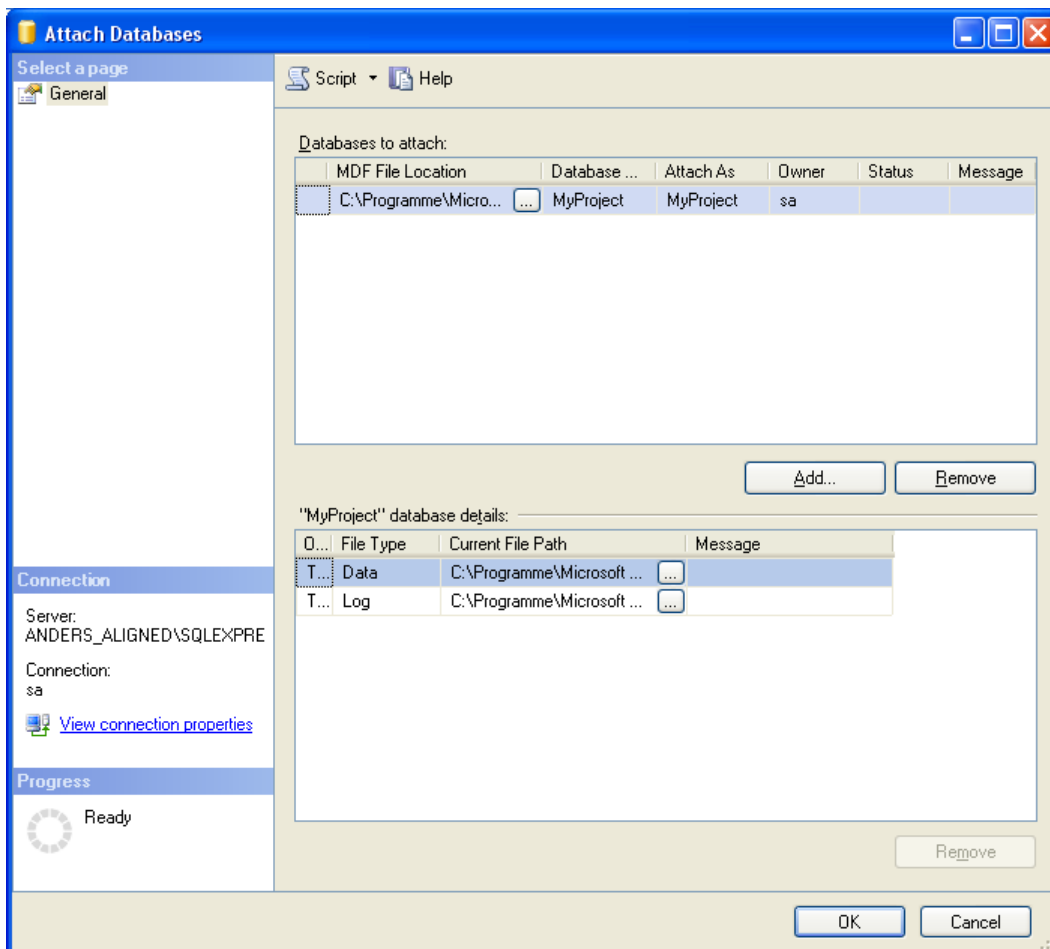 Attach Databases
Select a page
General
Script
Help
Databases to attach:
MDF File Location Database ... Attach As Owner Status Message
C:\Programme\Micro... ... MyProject MyProject sa
Add... Remove
"MyProject" database details:
O... File Type Current File Path Message
T... Data C:\Programme\Microsoft ... ...
T... Log C:\Programme\Microsoft ... ...
Remove
Connection
Server:
ANDERS_ALIGNED\SQLEXPRE
Connection:
sa
View connection properties
Progress
Ready
OK Cancel